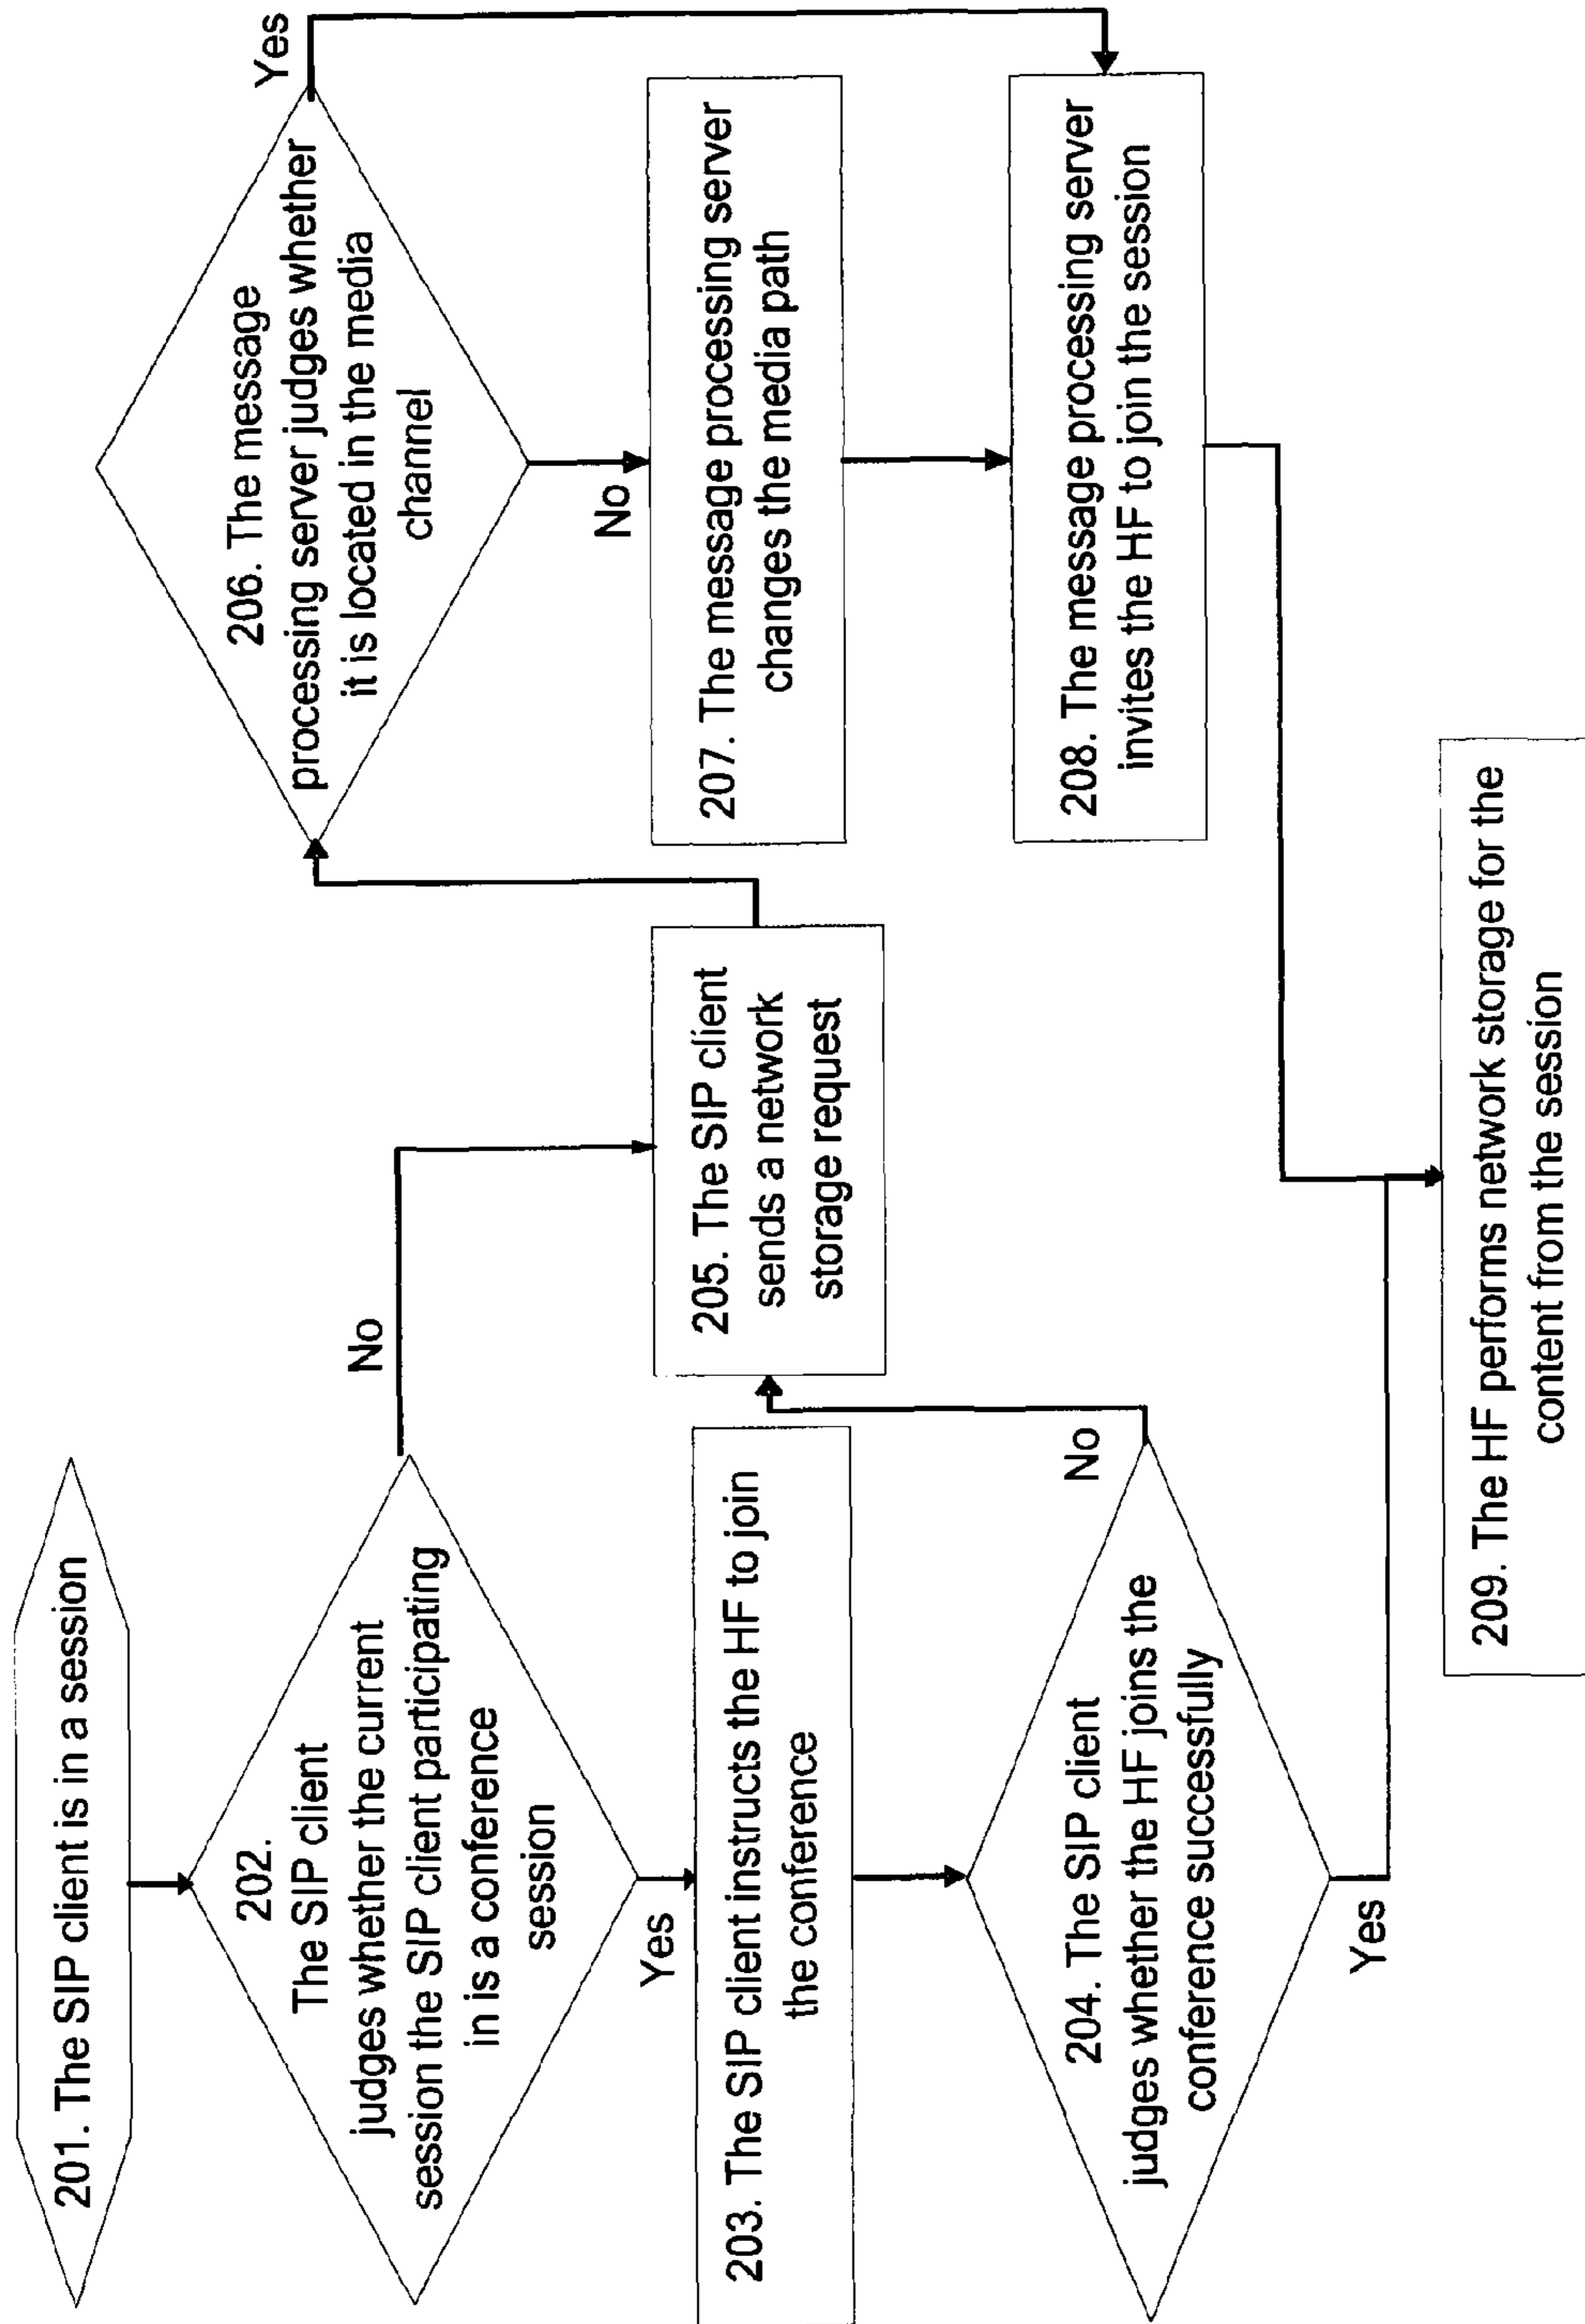 201. The SIP client is in a session
202.
The SIP client
judges whether the current
session the SIP client participating
in is a conference
session
No
Yes
203. The SIP client instructs the HF to join
the conference
204. The SIP client
judges whether the HF joins the
conference successfully
No
Yes
205. The SIP client
sends a network
storage request
206. The message
processing server judges whether
it is located in the media
channel
Yes
No
207. The message processing server
changes the media path
208. The message processing server
invites the HF to join the session
209. The HF performs network storage for the
content from the session